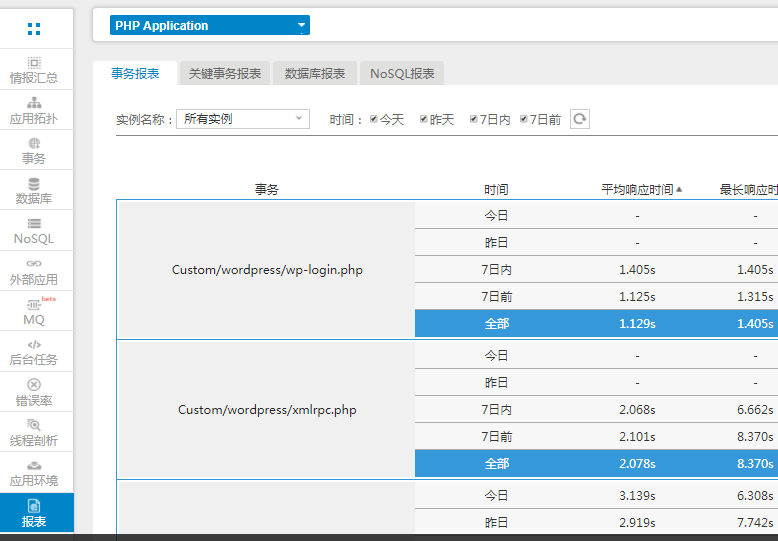 PHP Application
情报汇总
应用拓扑
事务
数据库
NoSQL
外部应用
beta
MQ
后台任务
错误率
线程剖析
应用环境
报表
事务报表 关键事务报表 数据库报表 NoSQL报表
实例名称： 所有实例 时间： 今天 昨天 7日内 7日前
事务 时间 平均响应时间 最长响应时
Custom/wordpress/wp-login.php
今日 - -
昨日 - -
7日内 1.405s 1.405s
7日前 1.125s 1.315s
全部 1.129s 1.405s
Custom/wordpress/xmlrpc.php
今日 - -
昨日 - -
7日内 2.068s 6.662s
7日前 2.101s 8.370s
全部 2.078s 8.370s
今日 3.139s 6.308s
昨日 2.919s 7.742s